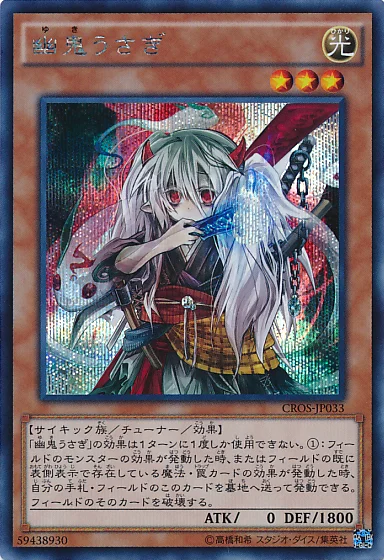 幽鬼うさぎ
ゆき
光
ひかり
CROS-JP033
【サイキック族／チューナー／効果】
「幽鬼うさぎ」の効果は１ターンに１度しか使用できない。①：フィー
ルドのモンスターの効果が発動した時、またはフィールドの既に
表側表示で存在している魔法・罠カードの効果が発動した時、
自分の手札・フィールドのこのカードを墓地へ送って発動できる。
フィールドのそのカードを破壊する。
ATK/ 0 DEF/1800
59438930
©高橋和希 スタジオ・ダイス/集英社